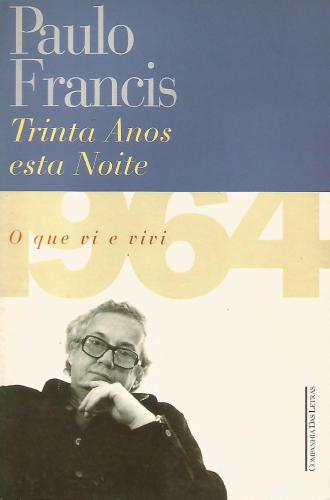 Paulo
Francis
Trinta Anos
esta Noite
1964
O que vi e vivi
COMPANHIA DAS LETRAS